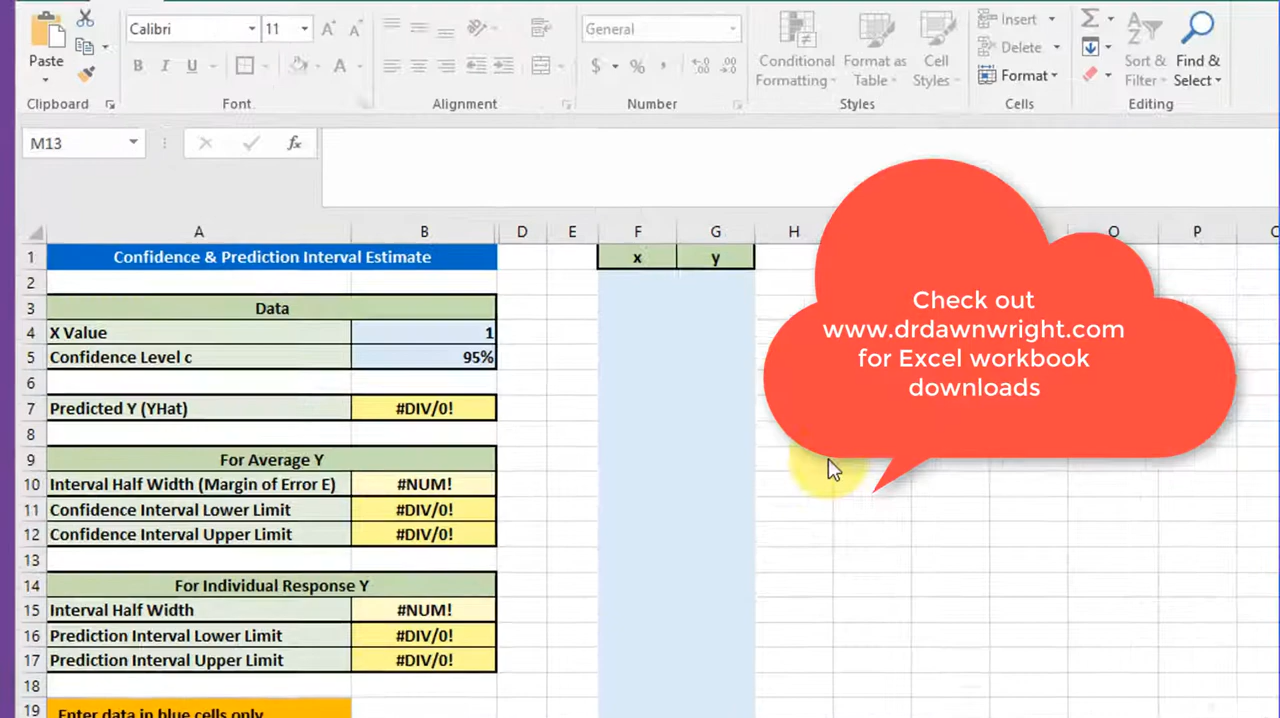 Calibri 11 General
Paste
B I U A $ % ,
Conditional Formatting
Format as Table
Cell Styles
Insert
Delete
Format
Sort & Filter
Find & Select
Clipboard Font Alignment Number Styles Cells Editing
M13 fx
A B D E F G H O P
1 Confidence & Prediction Interval Estimate x y
2
3 Data
4 X Value 1
5 Confidence Level c 95%
6
7 Predicted Y (YHat) #DIV/0!
8
9 For Average Y
10 Interval Half Width (Margin of Error E) #NUM!
11 Confidence Interval Lower Limit #DIV/0!
12 Confidence Interval Upper Limit #DIV/0!
13
14 For Individual Response Y
15 Interval Half Width #NUM!
16 Prediction Interval Lower Limit #DIV/0!
17 Prediction Interval Upper Limit #DIV/0!
18
19 Enter data in blue cells only
Check out
www.drdawnwright.com
for Excel workbook
downloads